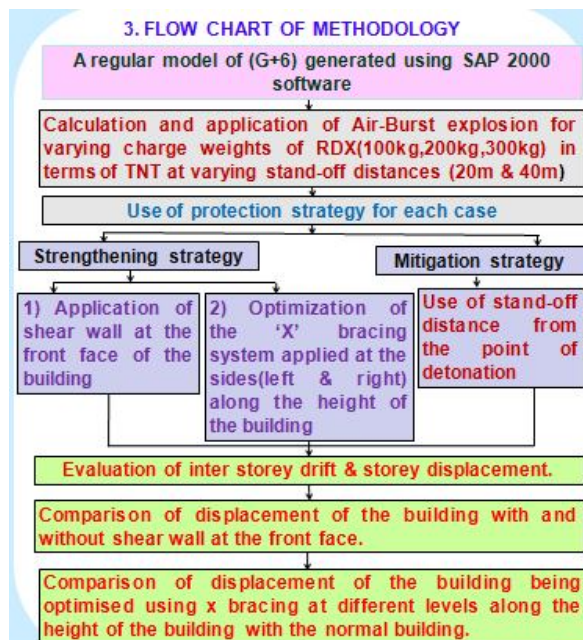 3. FLOW CHART OF METHODOLOGY
A regular model of (G+6) generated using SAP 2000
software
Calculation and application of Air-Burst explosion for
varying charge weights of RDX(100kg,200kg,300kg) in
terms of TNT at varying stand-off distances (20m & 40m)
Use of protection strategy for each case
Strengthening strategy
Mitigation strategy
1) Application of
shear wall at the
front face of the
building
2) Optimization of
the ‘X’ bracing
system applied at the
sides(left & right)
along the height of
the building
Use of stand-off
distance from
the point of
detonation
Evaluation of inter storey drift & storey displacement.
Comparison of displacement of the building with and
without shear wall at the front face.
Comparison of displacement of the building being
optimised using x bracing at different levels along the
height of the building with the normal building.